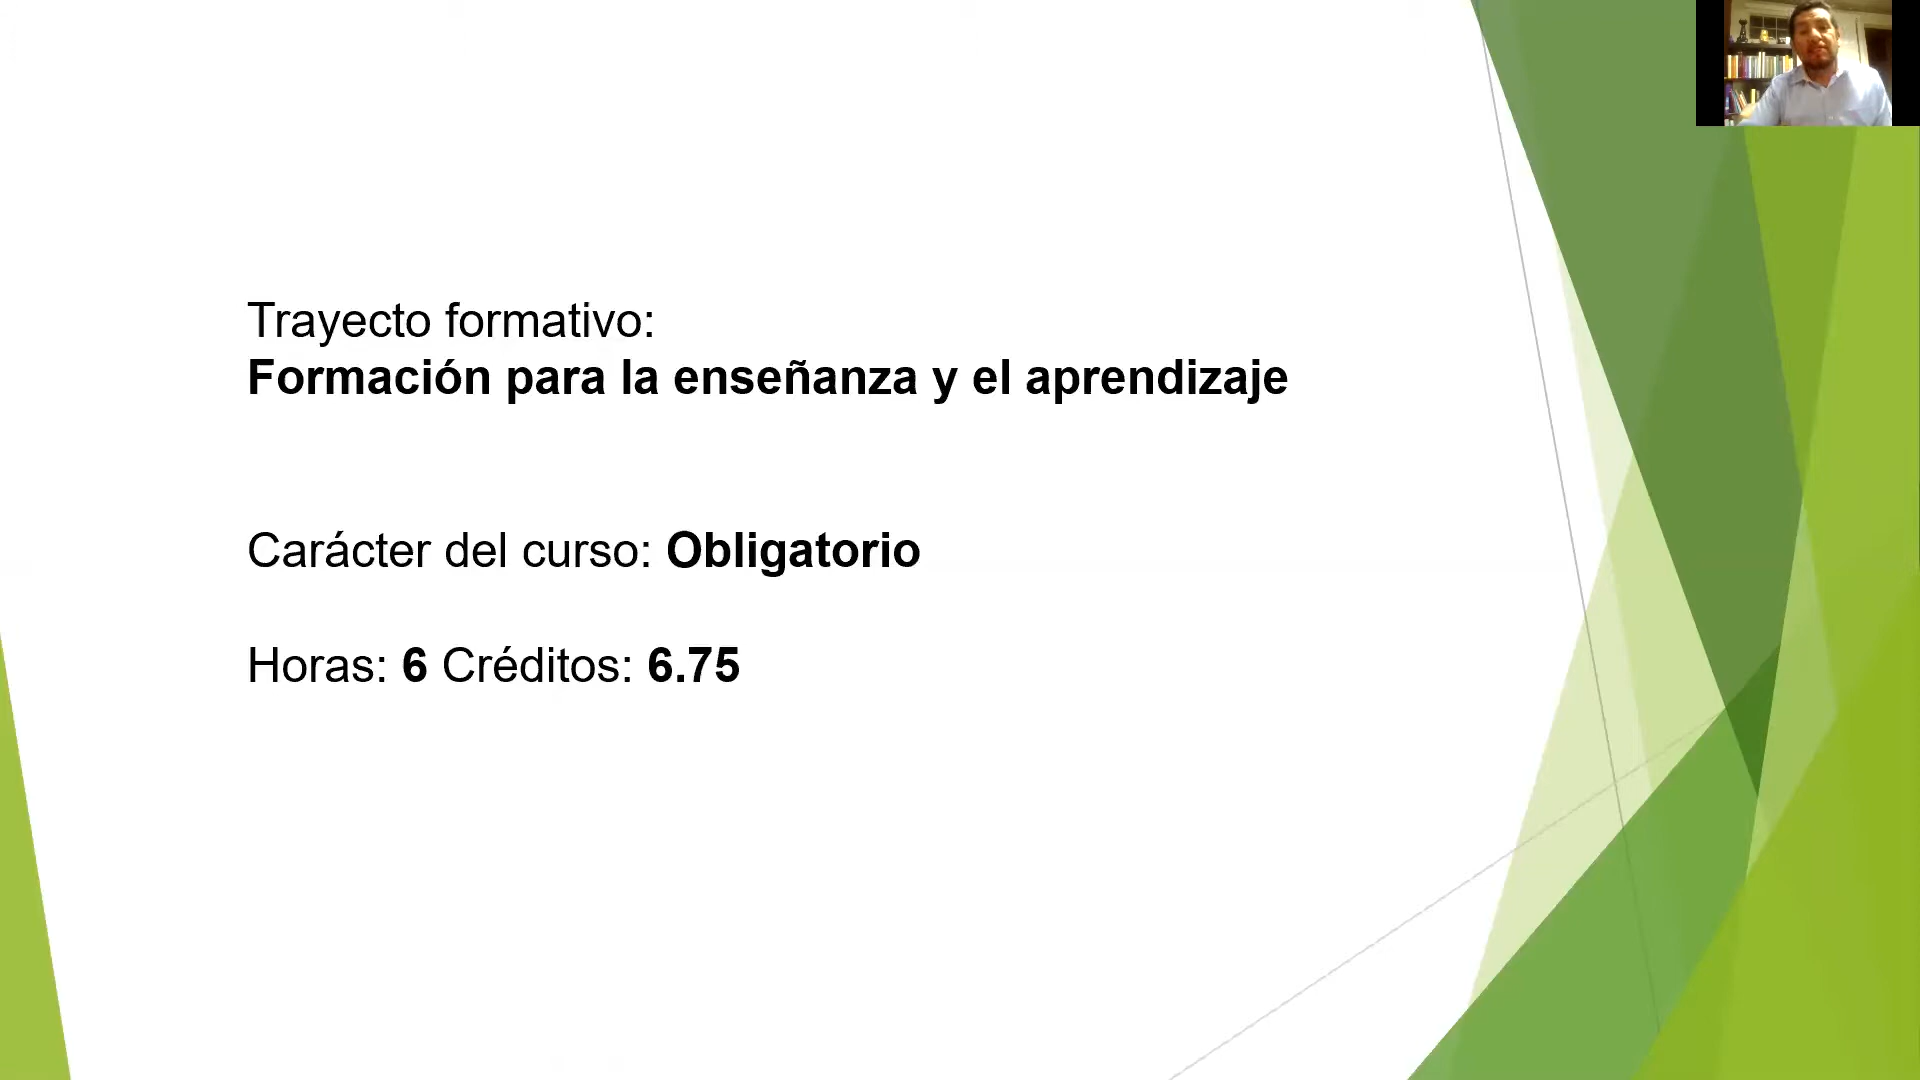 Trayecto formativo:
Formación para la enseñanza y el aprendizaje
Carácter del curso: Obligatorio
Horas: 6 Créditos: 6.75